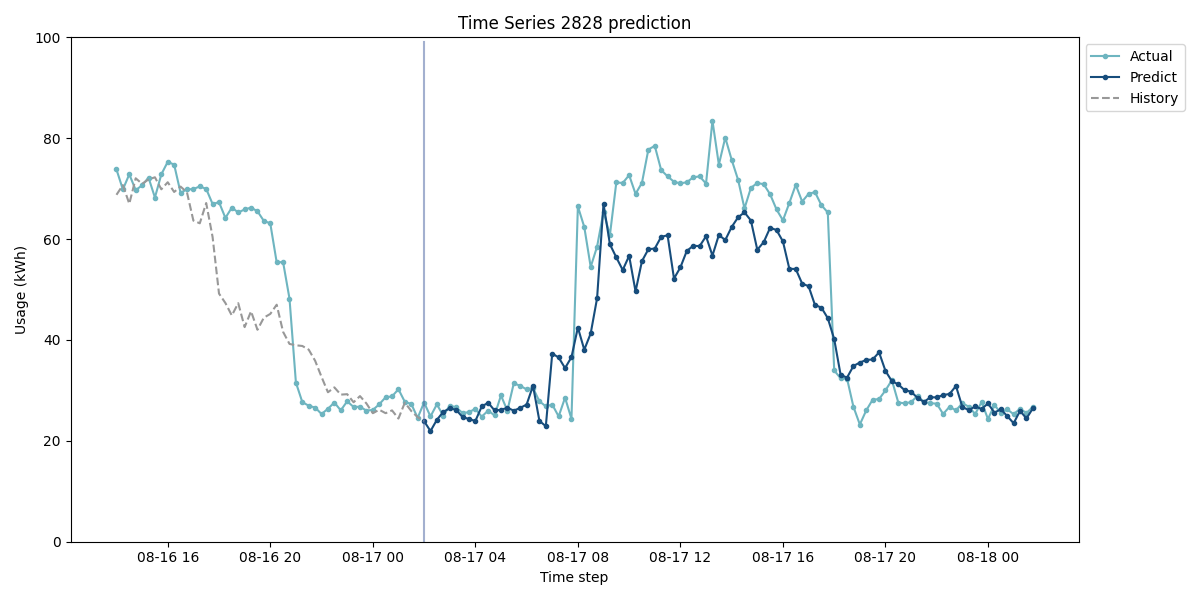 Time Series 2828 prediction
Actual
Predict
History
Usage (kWh)
100
80
60
40
20
0
08-16 16
08-16 20
08-17 00
08-17 04
08-17 08
08-17 12
08-17 16
08-17 20
08-18 00
Time step